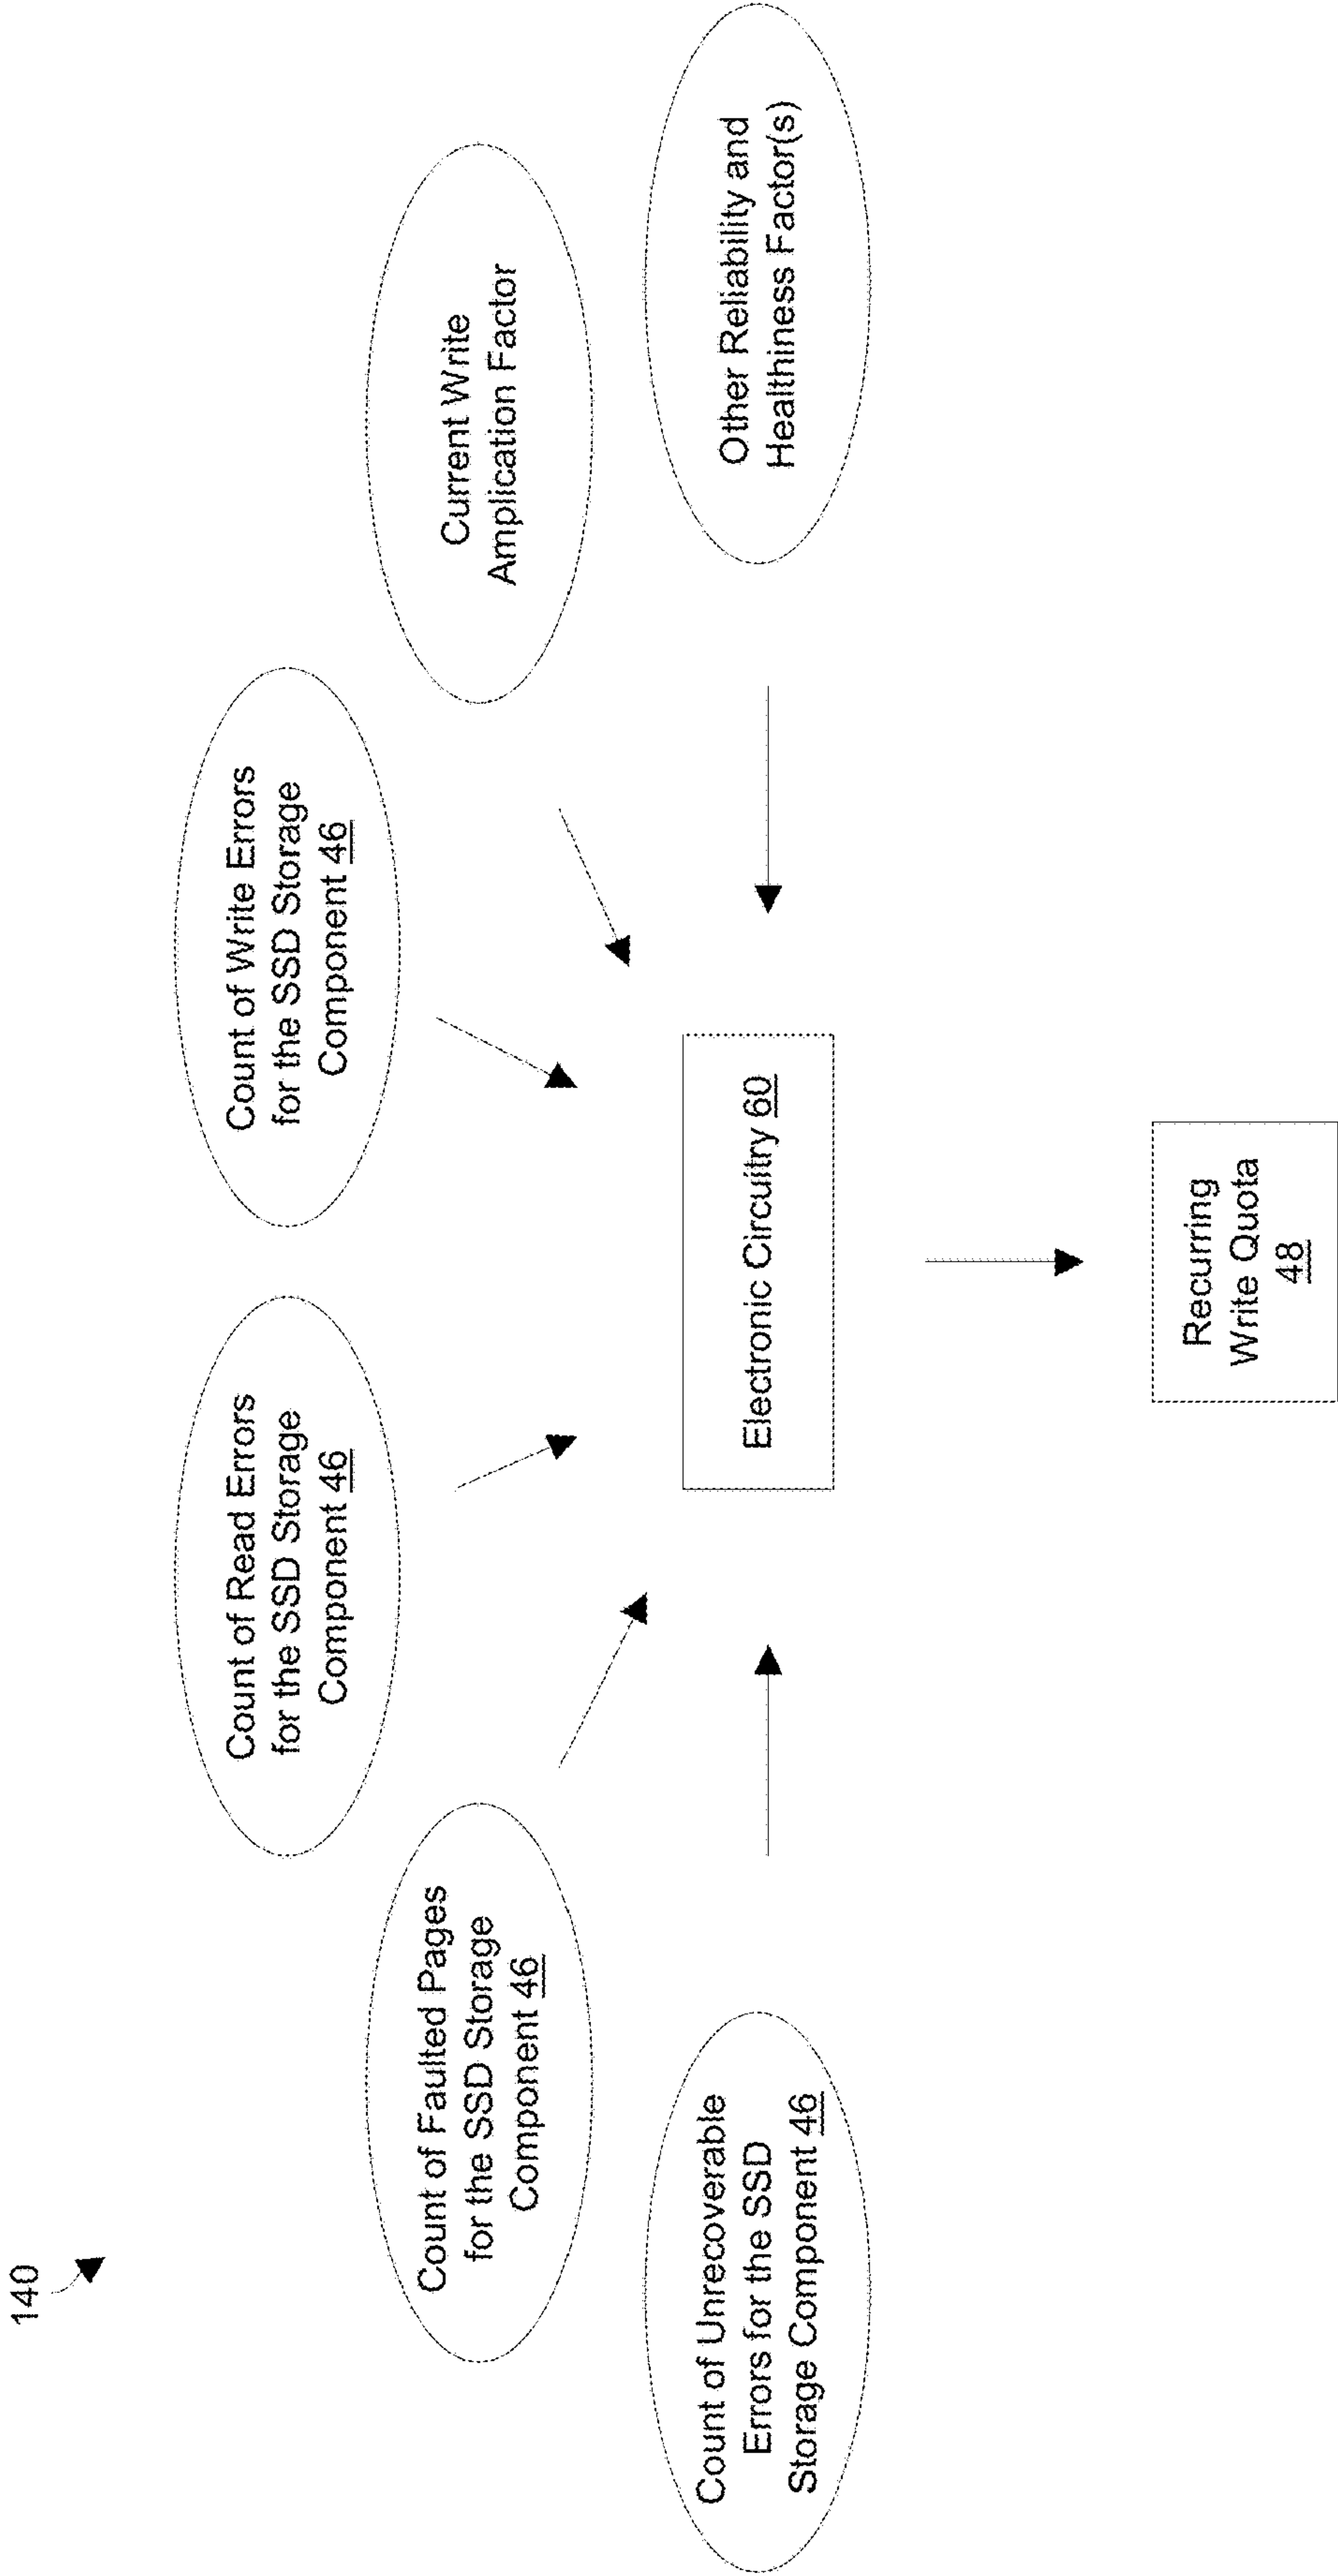 140
Count of Read Errors
for the SSD Storage
Component 46
Count of Write Errors
for the SSD Storage
Component 46
Count of Faulted Pages
for the SSD Storage
Component 46
Current Write
Amplication Factor
Count of Unrecoverable
Errors for the SSD
Storage Component 46
Other Reliability and
Healthiness Factor(s)
Electronic Circuitry 60
Recurring
Write Quota
48